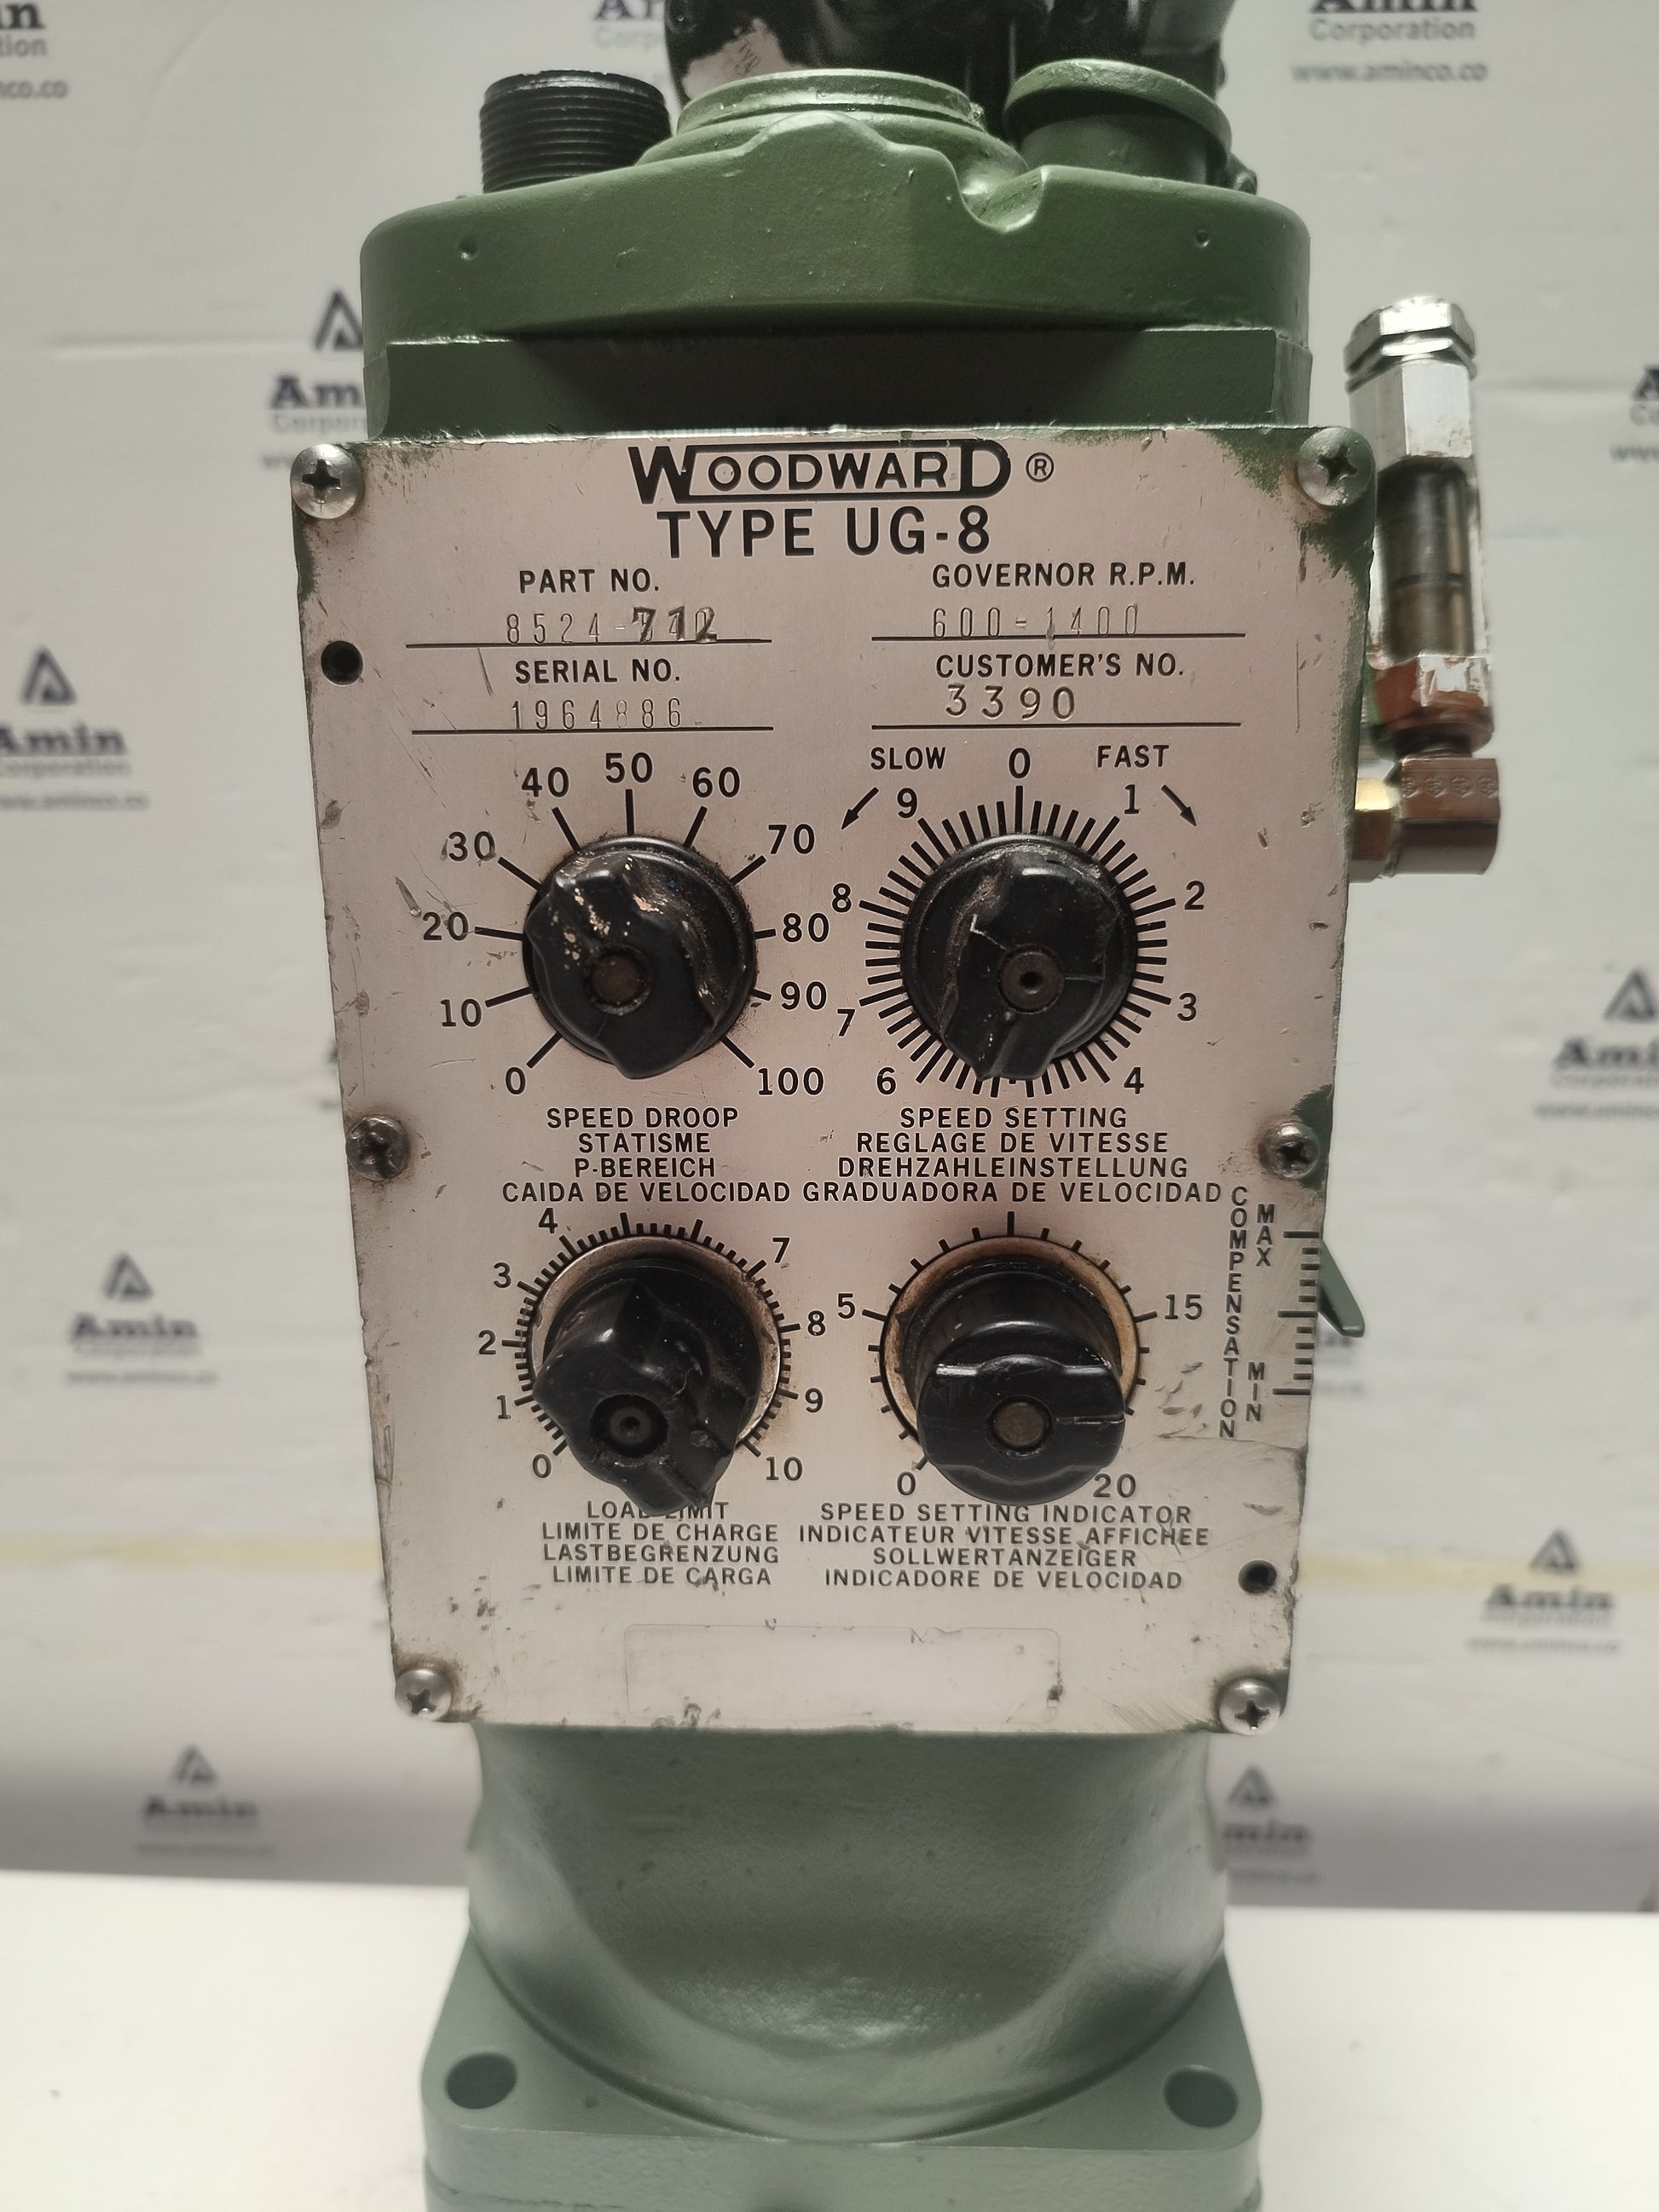 Amin
Corporation
www.aminco.co
WOODWARD ®
TYPE UG-8
PART NO.
8524-712
GOVERNOR R.P.M.
600-1400
SERIAL NO.
1964886
CUSTOMER'S NO.
3390
0 10 20 30 40 50 60 70 80 90 100
SPEED DROOP
STATISME
P-BEREICH
CAIDA DE VELOCIDAD
SLOW 0 FAST
1 2 3 4 6 7 8 9
SPEED SETTING
REGLAGE DE VITESSE
DREHZAHLEINSTELLUNG
GRADUADORA DE VELOCIDAD
0 1 2 3 4 7 8 9 10
LOAD LIMIT
LIMITE DE CHARGE
LASTBEGRENZUNG
LIMITE DE CARGA
0 5 15 20
SPEED SETTING INDICATOR
INDICATEUR VITESSE AFFICHEE
SOLLWERTANZEIGER
INDICADORE DE VELOCIDAD
COMPENSATION
MAX
MIN